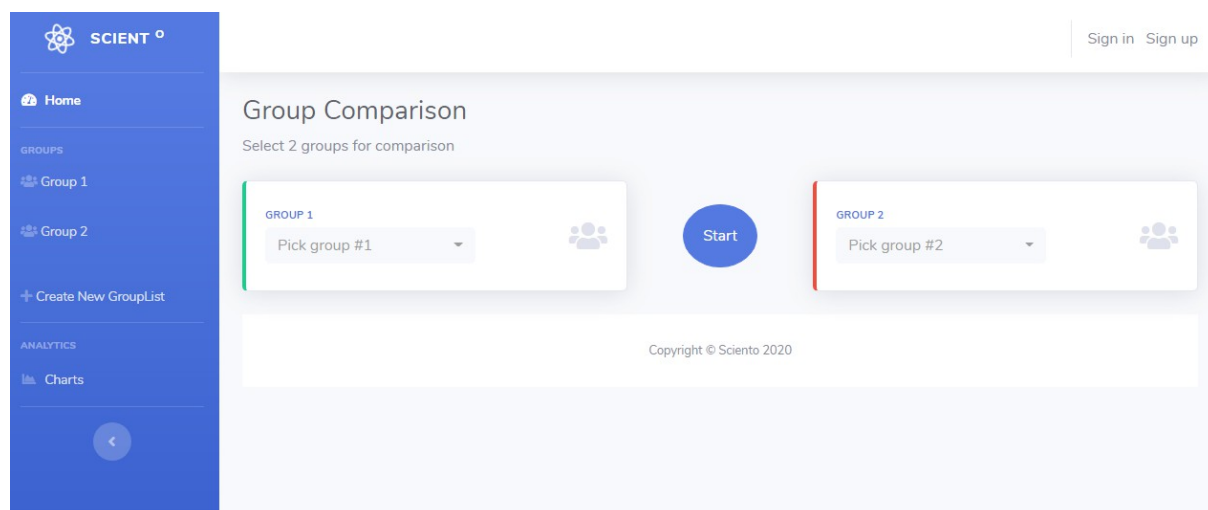 SCIENT O
Sign in Sign up
Home
GROUPS
Group 1
Group 2
Create New GroupList
ANALYTICS
Charts
Group Comparison
Select 2 groups for comparison
GROUP 1
Pick group #1
Start
GROUP 2
Pick group #2
Copyright © Sciento 2020